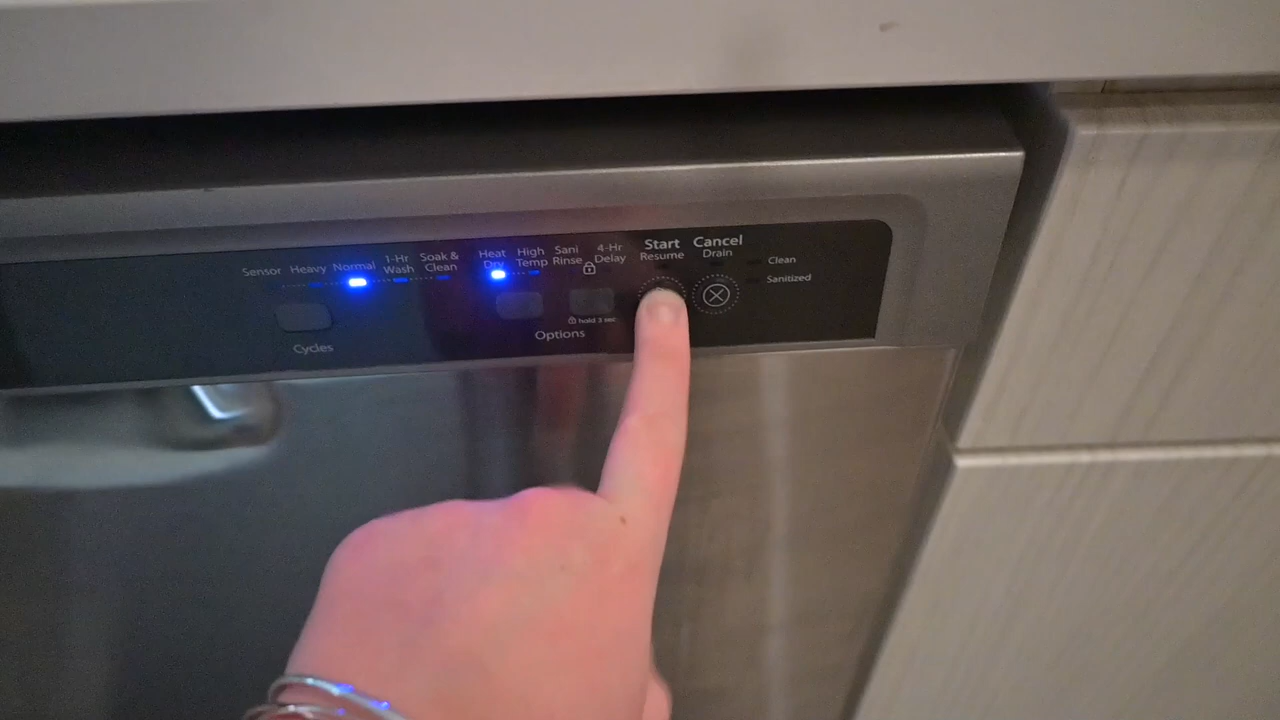 Sensor
Heavy
Normal
1-Hr
Wash
Soak &
Clean
Heat
Dry
High
Temp
Sani
Rinse
4-Hr
Delay
Start
Resume
Cancel
Drain
Clean
Sanitized
hold 3 sec
Options
Cycles